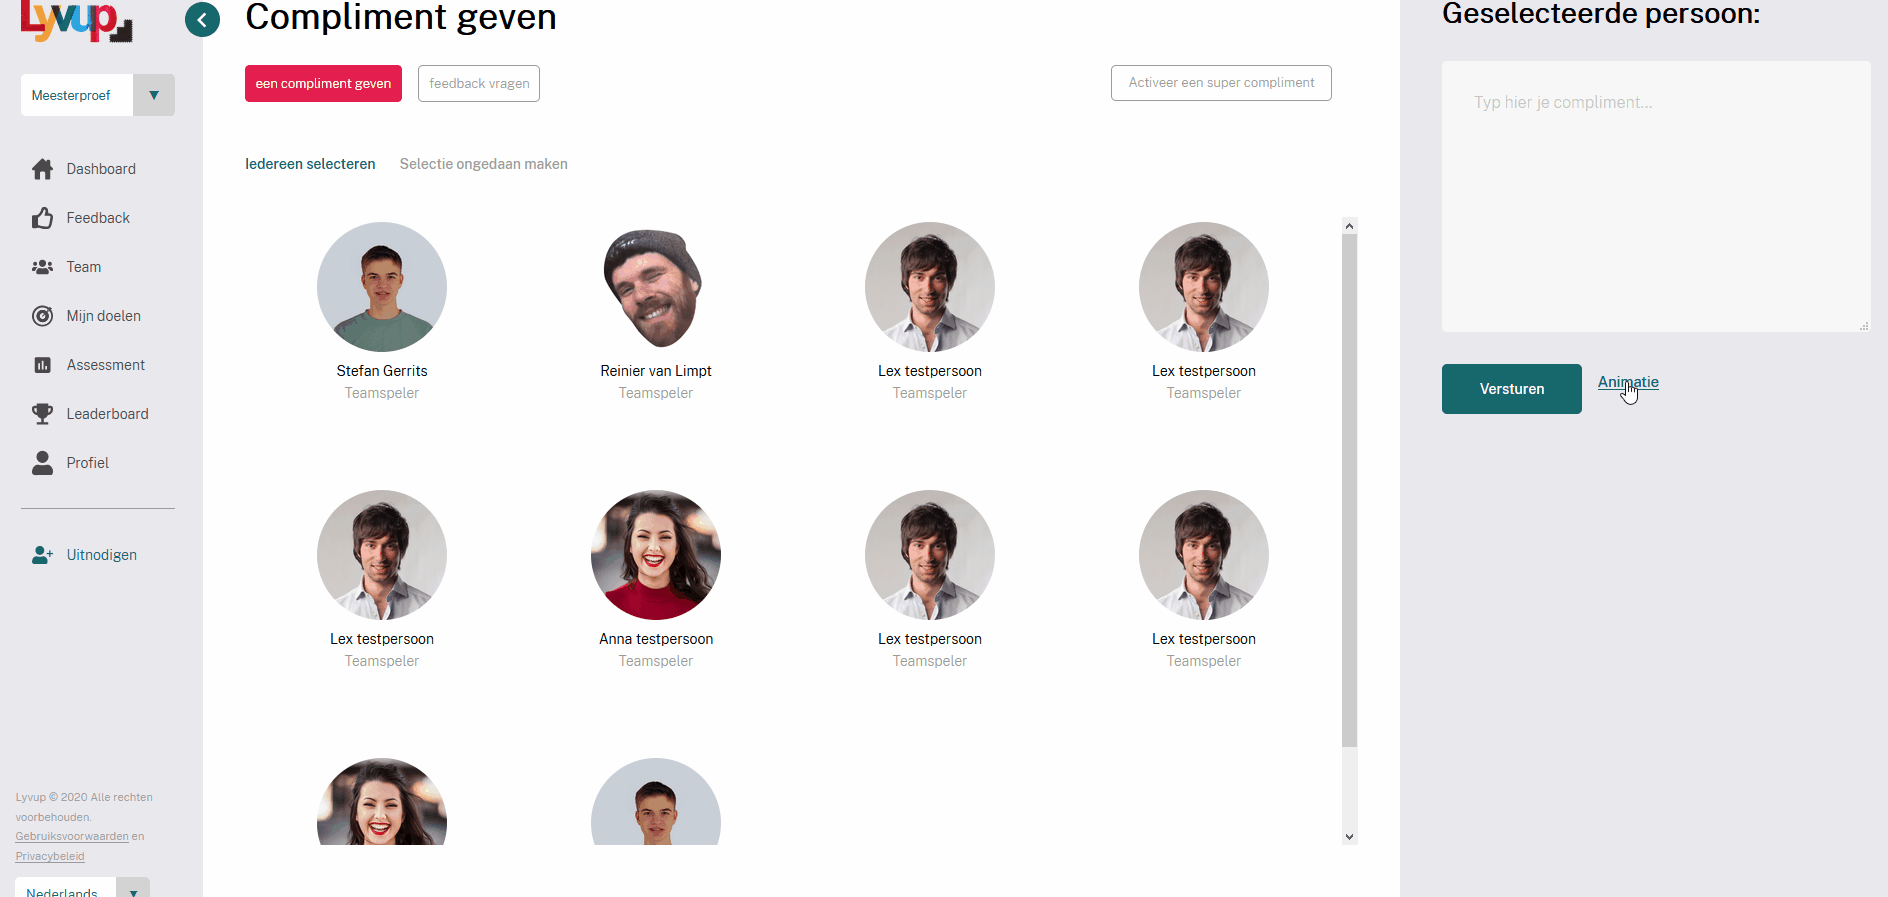 Lyvup
Meesterproef
Dashboard
Feedback
Team
Mijn doelen
Assessment
Leaderboard
Profiel
Uitnodigen
Lyvup © 2020 Alle rechten
voorbehouden.
Gebruiksvoorwaarden en
Privacybeleid
Nederlands
Compliment geven
een compliment geven
feedback vragen
Activeer een super compliment
Iedereen selecteren
Selectie ongedaan maken
Stefan Gerrits
Teamspeler
Reinier van Limpt
Teamspeler
Lex testpersoon
Teamspeler
Lex testpersoon
Teamspeler
Lex testpersoon
Teamspeler
Anna testpersoon
Teamspeler
Lex testpersoon
Teamspeler
Lex testpersoon
Teamspeler
Geselecteerde persoon:
Typ hier je compliment...
Versturen
Animatie